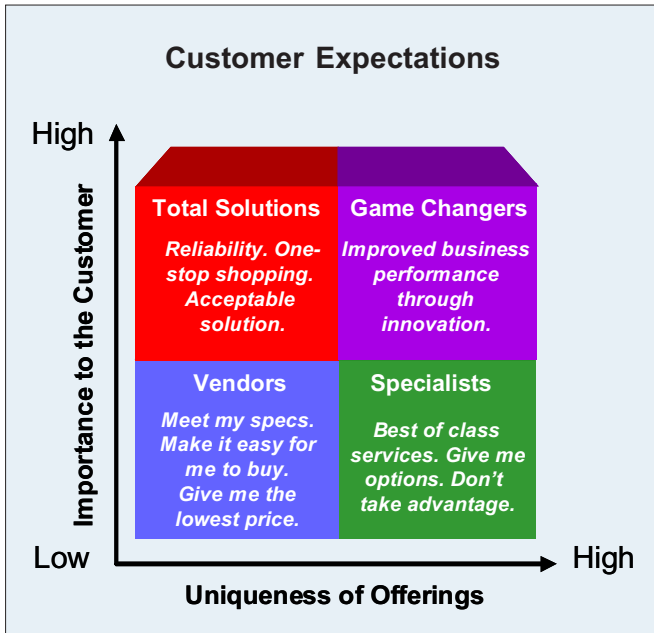 Customer Expectations
High
Importance to the Customer
Total Solutions
Reliability. One-
stop shopping.
Acceptable
solution.
Game Changers
Improved business
performance
through
innovation.
Vendors
Meet my specs.
Make it easy for
me to buy.
Give me the
lowest price.
Specialists
Best of class
services. Give me
options. Don't
take advantage.
Low
High
Uniqueness of Offerings